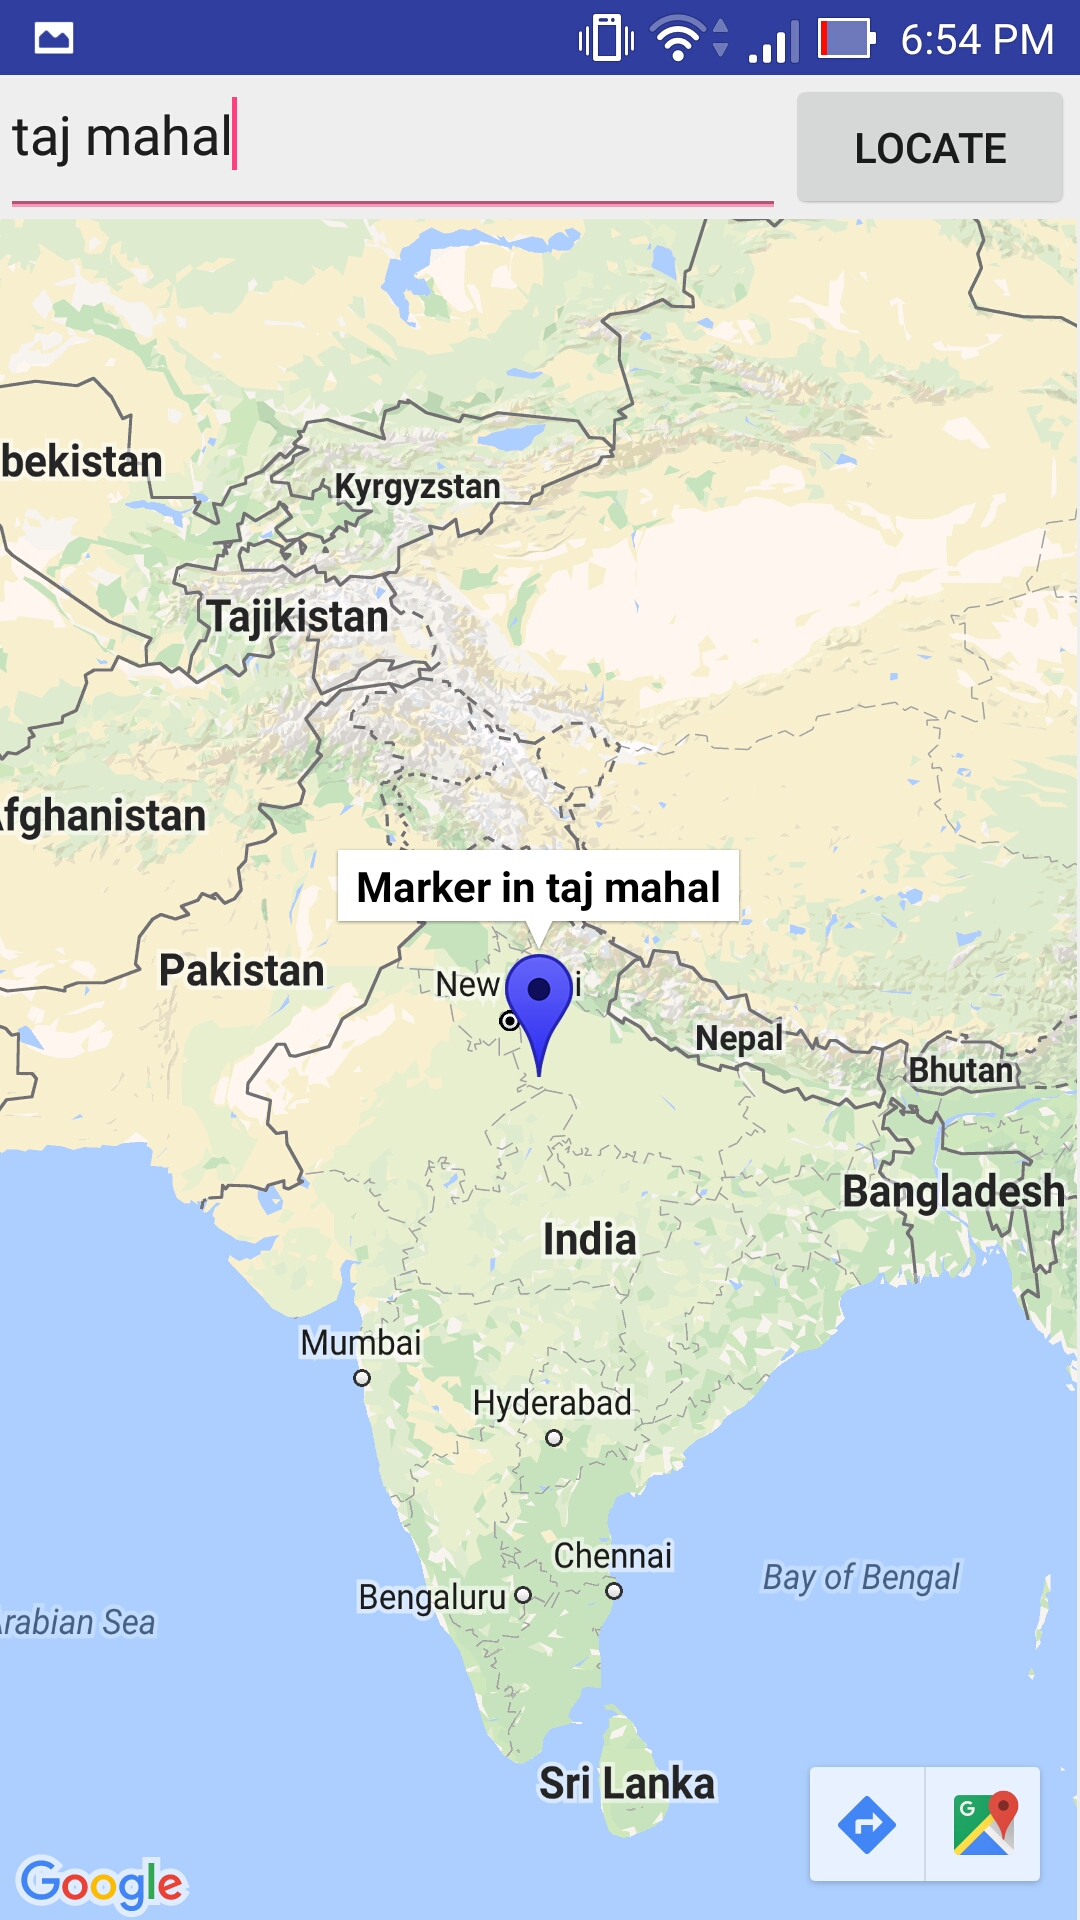 6:54 PM
taj mahal
LOCATE
bekistan
Kyrgyzstan
Tajikistan
fghanistan
Marker in taj mahal
Pakistan
New
i
Nepal
Bhutan
Bangladesh
India
Mumbai
Hyderabad
Chennai
Bengaluru
Bay of Bengal
rabian Sea
Sri Lanka
G
Google